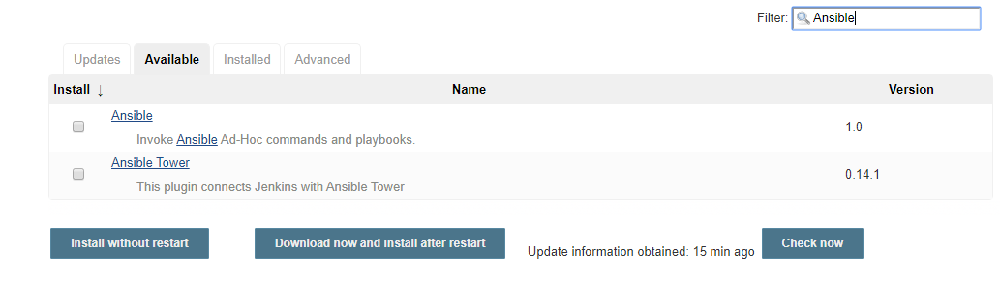 Filter: Ansible
Updates Available Installed Advanced
Install ↓ Name Version
Ansible
Invoke Ansible Ad-Hoc commands and playbooks.
1.0
Ansible Tower
This plugin connects Jenkins with Ansible Tower
0.14.1
Install without restart Download now and install after restart Update information obtained: 15 min ago Check now